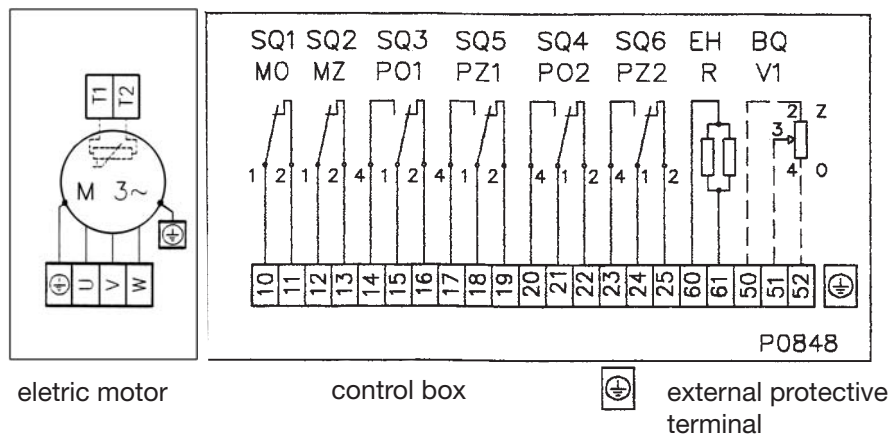 SQ1 SQ2 SQ3 SQ5 SQ4 SQ6 EH BQ
MO MZ PO1 PZ1 PO2 PZ2 R V1
T1 T2
M 3~
U V W
2 Z
3
4 O
1 2 1 2 4 1 2 4 1 2 4 1 2 4 1 2
10 11 12 13 14 15 16 17 18 19 20 21 22 23 24 25 60 61 50 51 52
P0848
eletric motor
control box
external protective
terminal